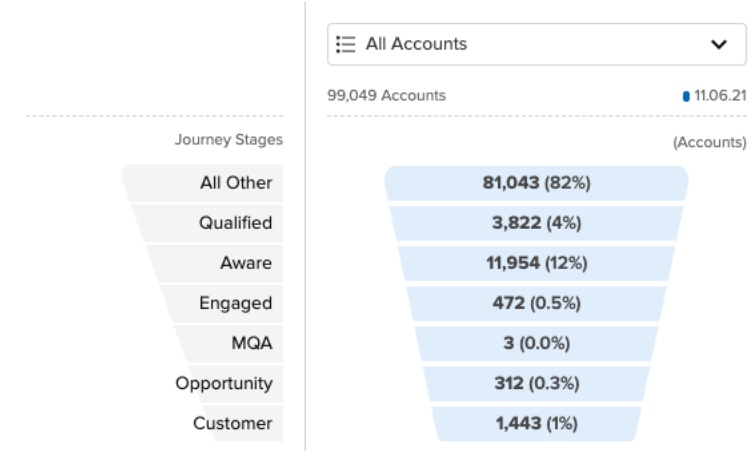 All Accounts
99,049 Accounts 11.06.21
Journey Stages (Accounts)
All Other 81,043 (82%)
Qualified 3,822 (4%)
Aware 11,954 (12%)
Engaged 472 (0.5%)
MQA 3 (0.0%)
Opportunity 312 (0.3%)
Customer 1,443 (1%)